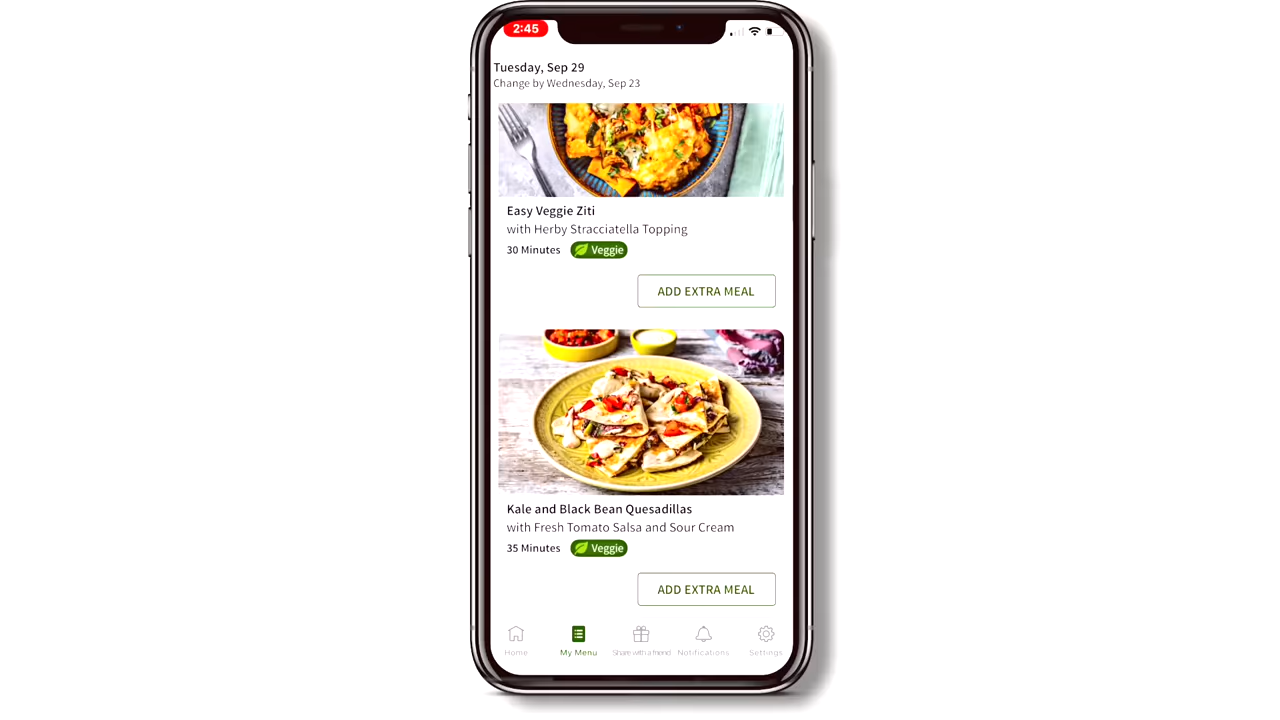 2:45
Tuesday, Sep 29
Change by Wednesday, Sep 23
Easy Veggie Ziti
with Herby Stracciatella Topping
30 Minutes Veggie
ADD EXTRA MEAL
Kale and Black Bean Quesadillas
with Fresh Tomato Salsa and Sour Cream
35 Minutes Veggie
ADD EXTRA MEAL
Home My Menu Share with a friend Notifications Settings